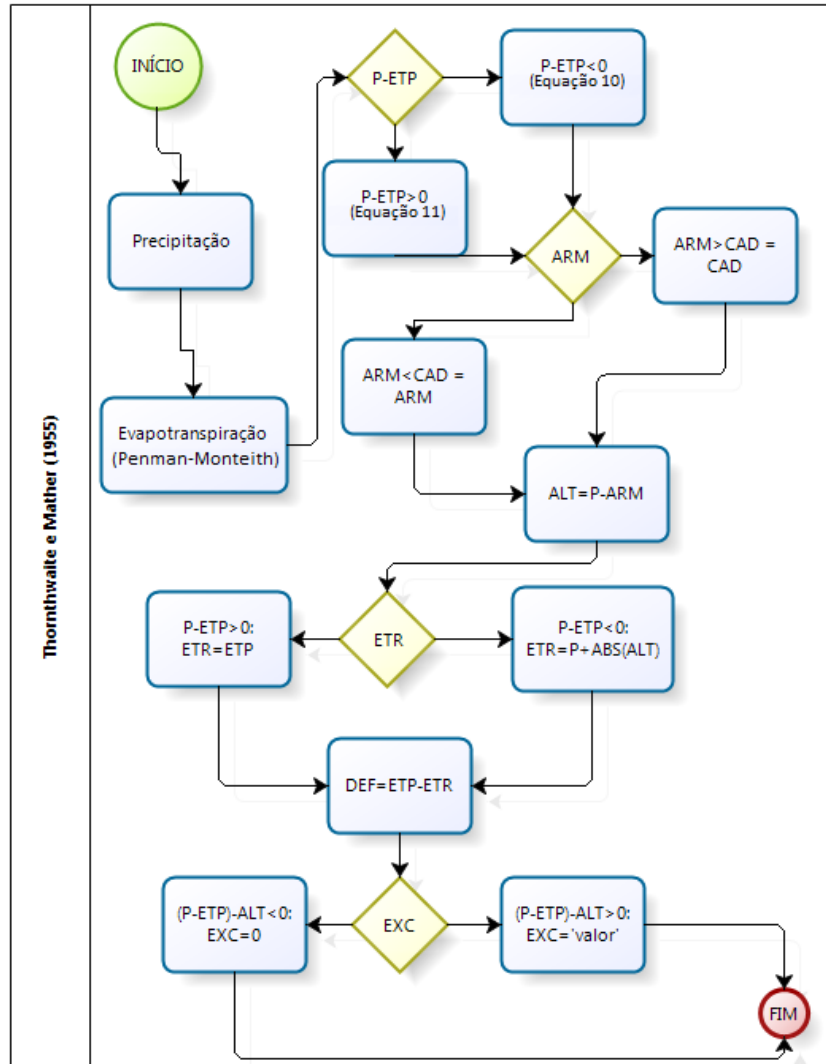 Thornthwaite e Mather (1955)
INÍCIO
Precipitação
Evapotranspiração
(Penman-Monteith)
P-ETP
P-ETP<0
(Equação 10)
P-ETP>0
(Equação 11)
ARM
ARM>CAD =
CAD
ARM<CAD =
ARM
ALT=P-ARM
ETR
P-ETP>0:
ETR=ETP
P-ETP<0:
ETR=P+ABS(ALT)
DEF=ETP-ETR
EXC
(P-ETP)-ALT<0:
EXC=0
(P-ETP)-ALT>0:
EXC='valor'
FIM